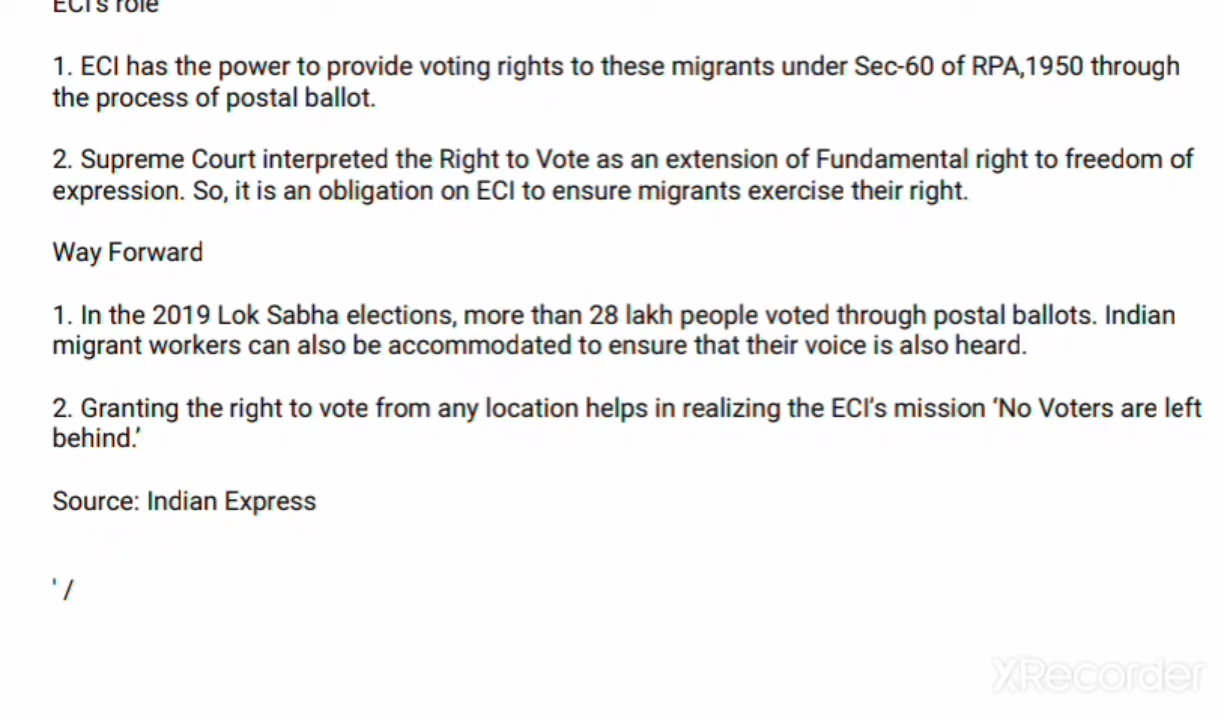 ECI's role
1. ECI has the power to provide voting rights to these migrants under Sec-60 of RPA,1950 through
the process of postal ballot.
2. Supreme Court interpreted the Right to Vote as an extension of Fundamental right to freedom of
expression. So, it is an obligation on ECI to ensure migrants exercise their right.
Way Forward
1. In the 2019 Lok Sabha elections, more than 28 lakh people voted through postal ballots. Indian
migrant workers can also be accommodated to ensure that their voice is also heard.
2. Granting the right to vote from any location helps in realizing the ECI's mission ‘No Voters are left
behind.’
Source: Indian Express
' /
XRecorder